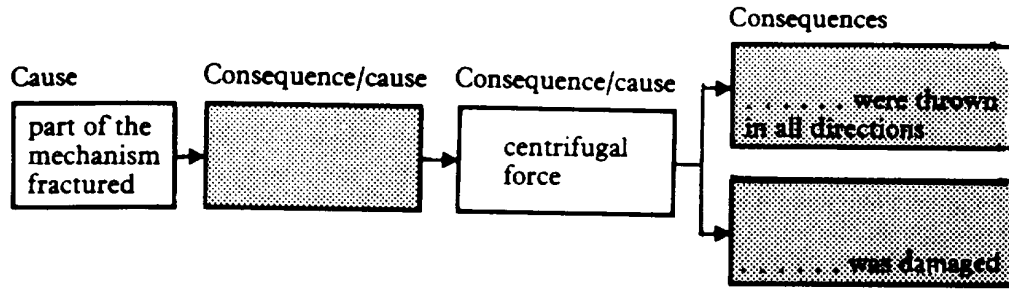 Consequences
Cause
Consequence/cause
Consequence/cause
part of the
mechanism
fractured
centrifugal
force
. . . . . . were thrown
in all directions
. . . . . . was damaged